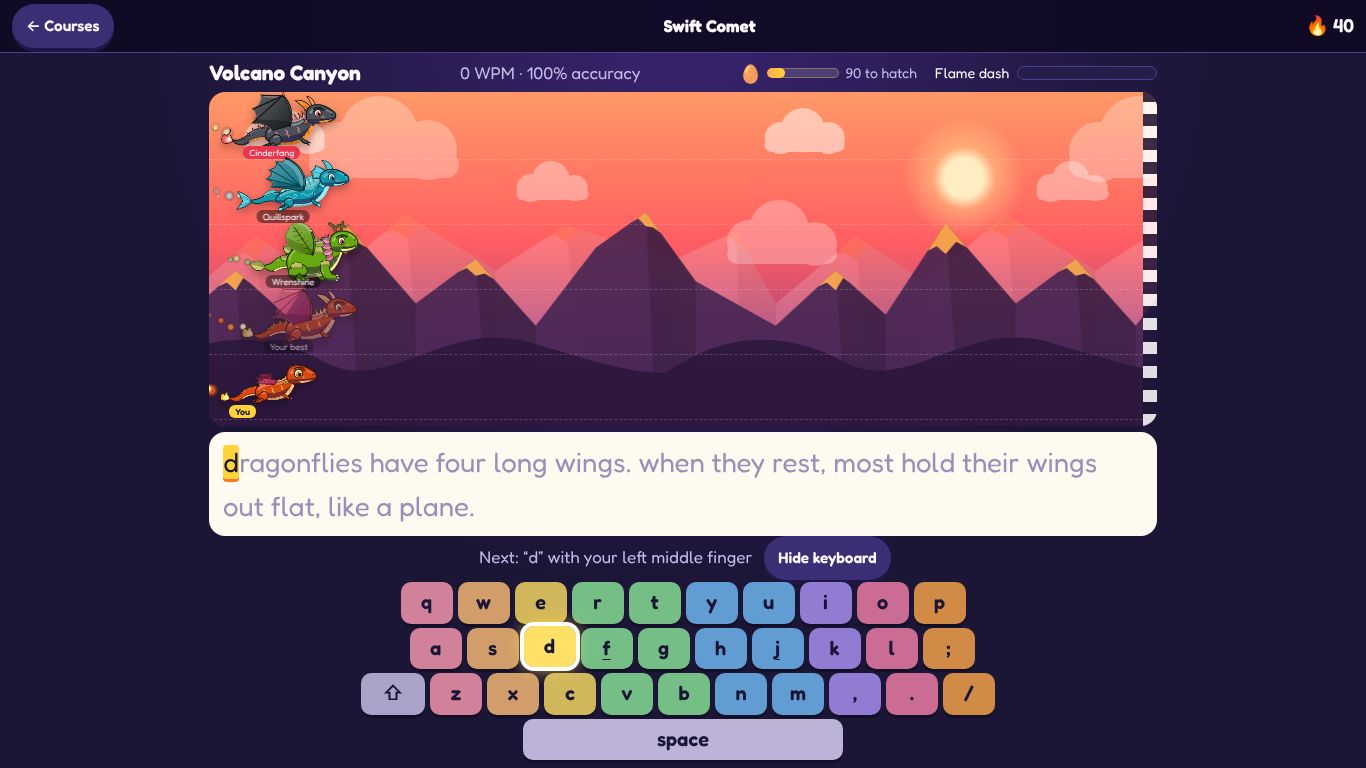 ← Courses
Swift Comet
40
Volcano Canyon
0 WPM · 100% accuracy
90 to hatch
Flame dash
Cinderfang
Quillspark
Wrenshine
Your best
You
dragonflies have four long wings. when they rest, most hold their wings
out flat, like a plane.
Next: “d” with your left middle finger
Hide keyboard
q w e r t y u i o p
a s d f g h j k l ;
⇧ z x c v b n m , . /
space